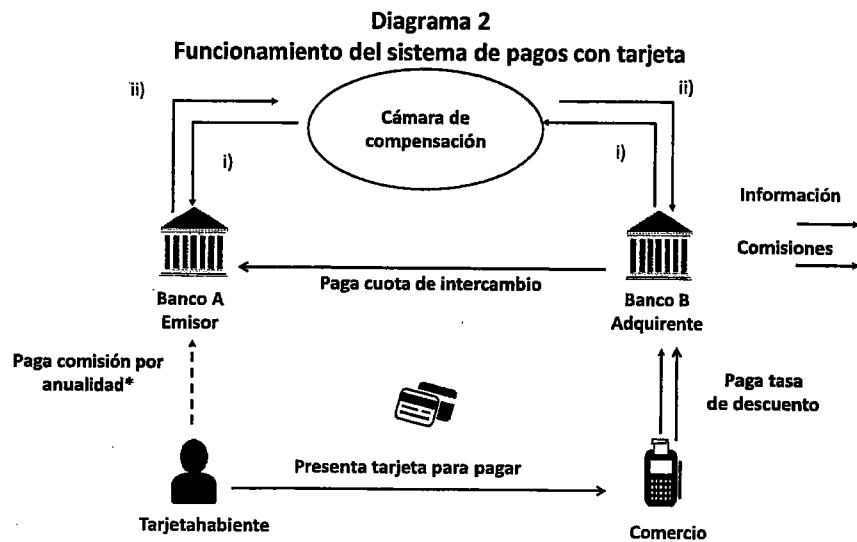 Diagrama 2
Funcionamiento del sistema de pagos con tarjeta
ii)
ii)
Cámara de
compensación
i)
i)
Información
Comisiones
Paga cuota de intercambio
Banco A
Emisor
Banco B
Adquirente
Paga comisión por
anualidad*
Paga tasa
de descuento
Presenta tarjeta para pagar
Tarjetahabiente
Comercio